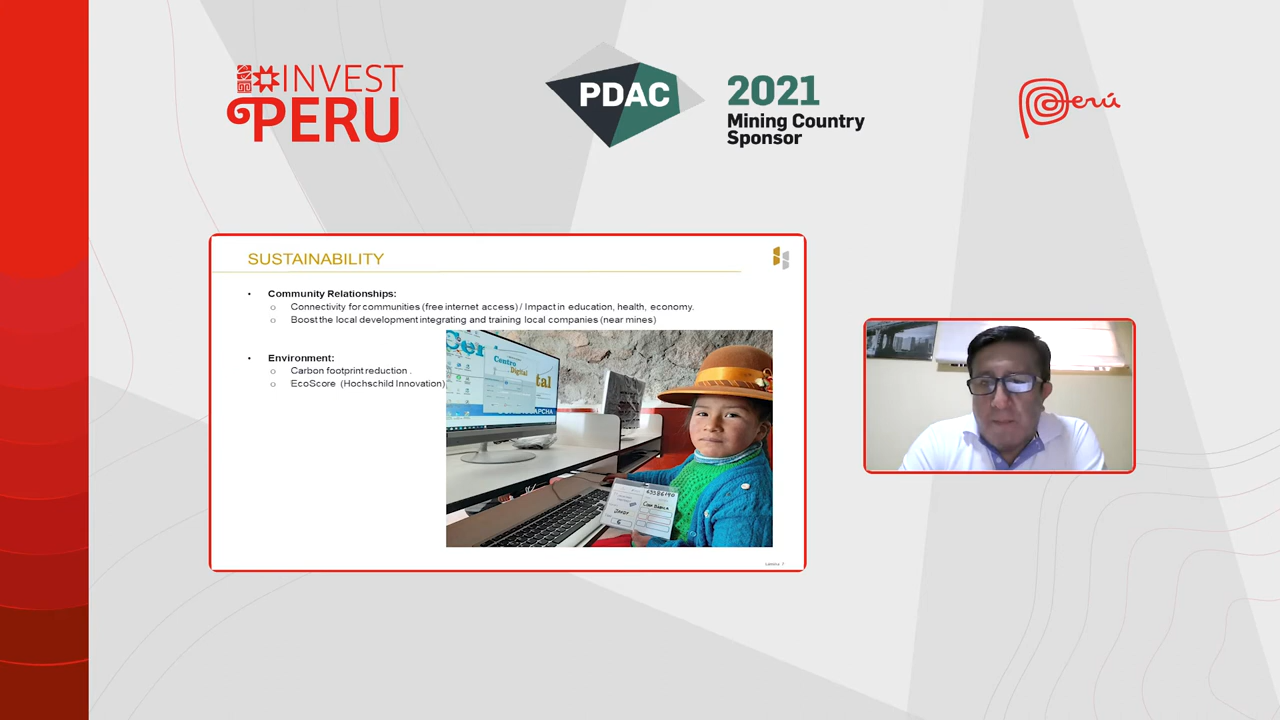 INVEST
PERU
PDAC
2021
Mining Country
Sponsor
Perú
SUSTAINABILITY
• Community Relationships:
o Connectivity for communities (free internet access) / Impact in education, health, economy.
o Boost the local development integrating and training local companies (near mines)
• Environment:
o Carbon footprint reduction .
o EcoScore (Hochschild Innovation)
Cen
Centro
Digital
tal